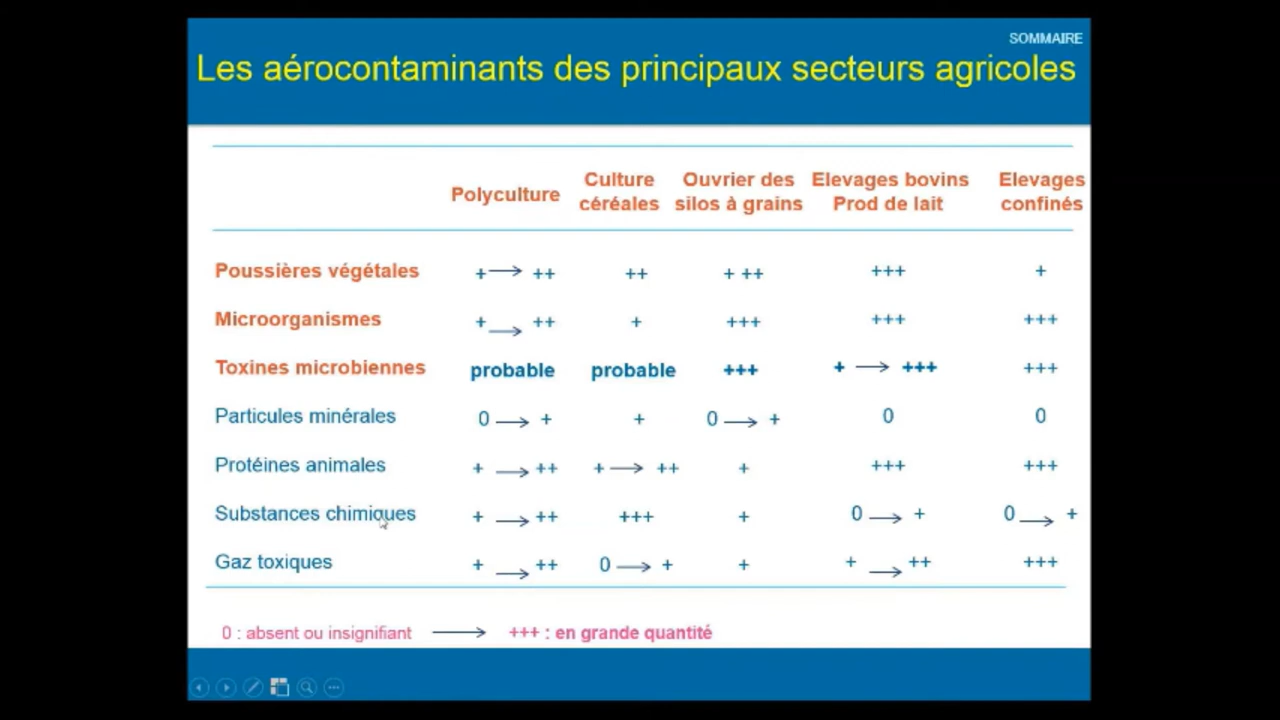 SOMMAIRE
Les aérocontaminants des principaux secteurs agricoles
Polyculture Culture céréales Ouvrier des silos à grains Elevages bovins Prod de lait Elevages confinés
Poussières végétales + → ++ ++ + ++ +++ +
Microorganismes + → ++ + +++ +++ +++
Toxines microbiennes probable probable +++ + → +++ +++
Particules minérales 0 → + + 0 → + 0 0
Protéines animales + → ++ + → ++ + +++ +++
Substances chimiques + → ++ +++ + 0 → + 0 → +
Gaz toxiques + → ++ 0 → + + + → ++ +++
0 : absent ou insignifiant → +++ : en grande quantité